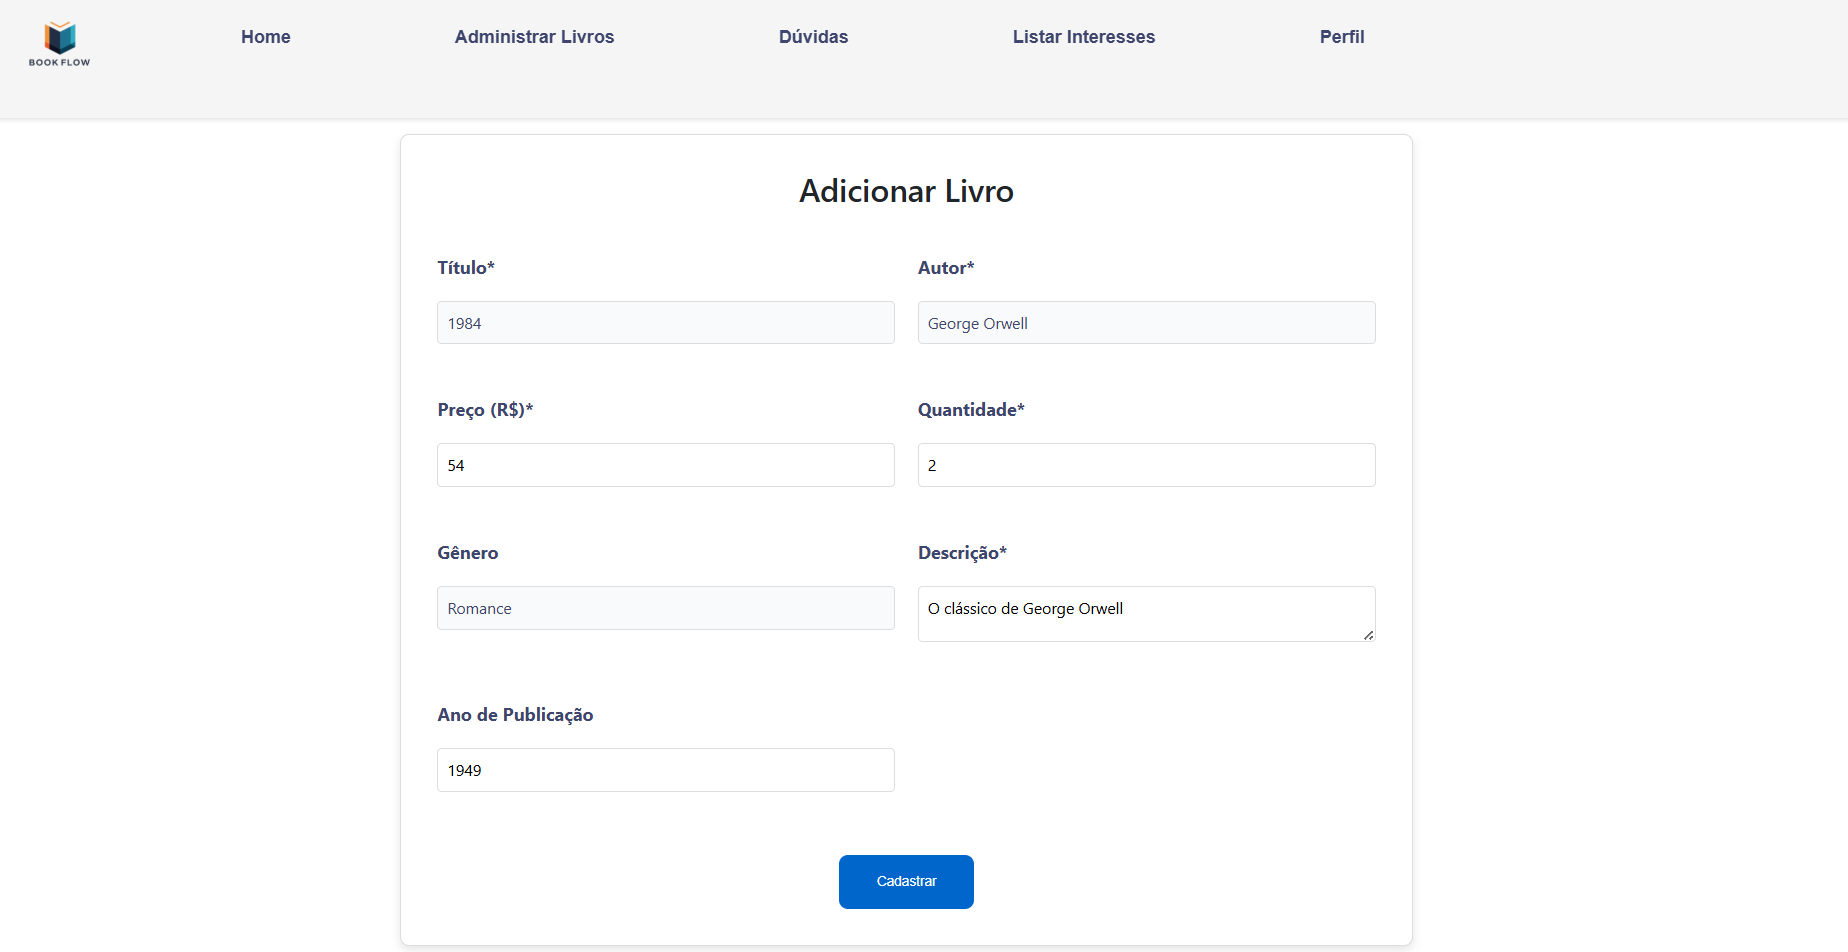 BOOK FLOW
Home
Administrar Livros
Dúvidas
Listar Interesses
Perfil
Adicionar Livro
Título*
Autor*
1984
George Orwell
Preço (R$)*
Quantidade*
54
2
Gênero
Descrição*
Romance
O clássico de George Orwell
Ano de Publicação
1949
Cadastrar